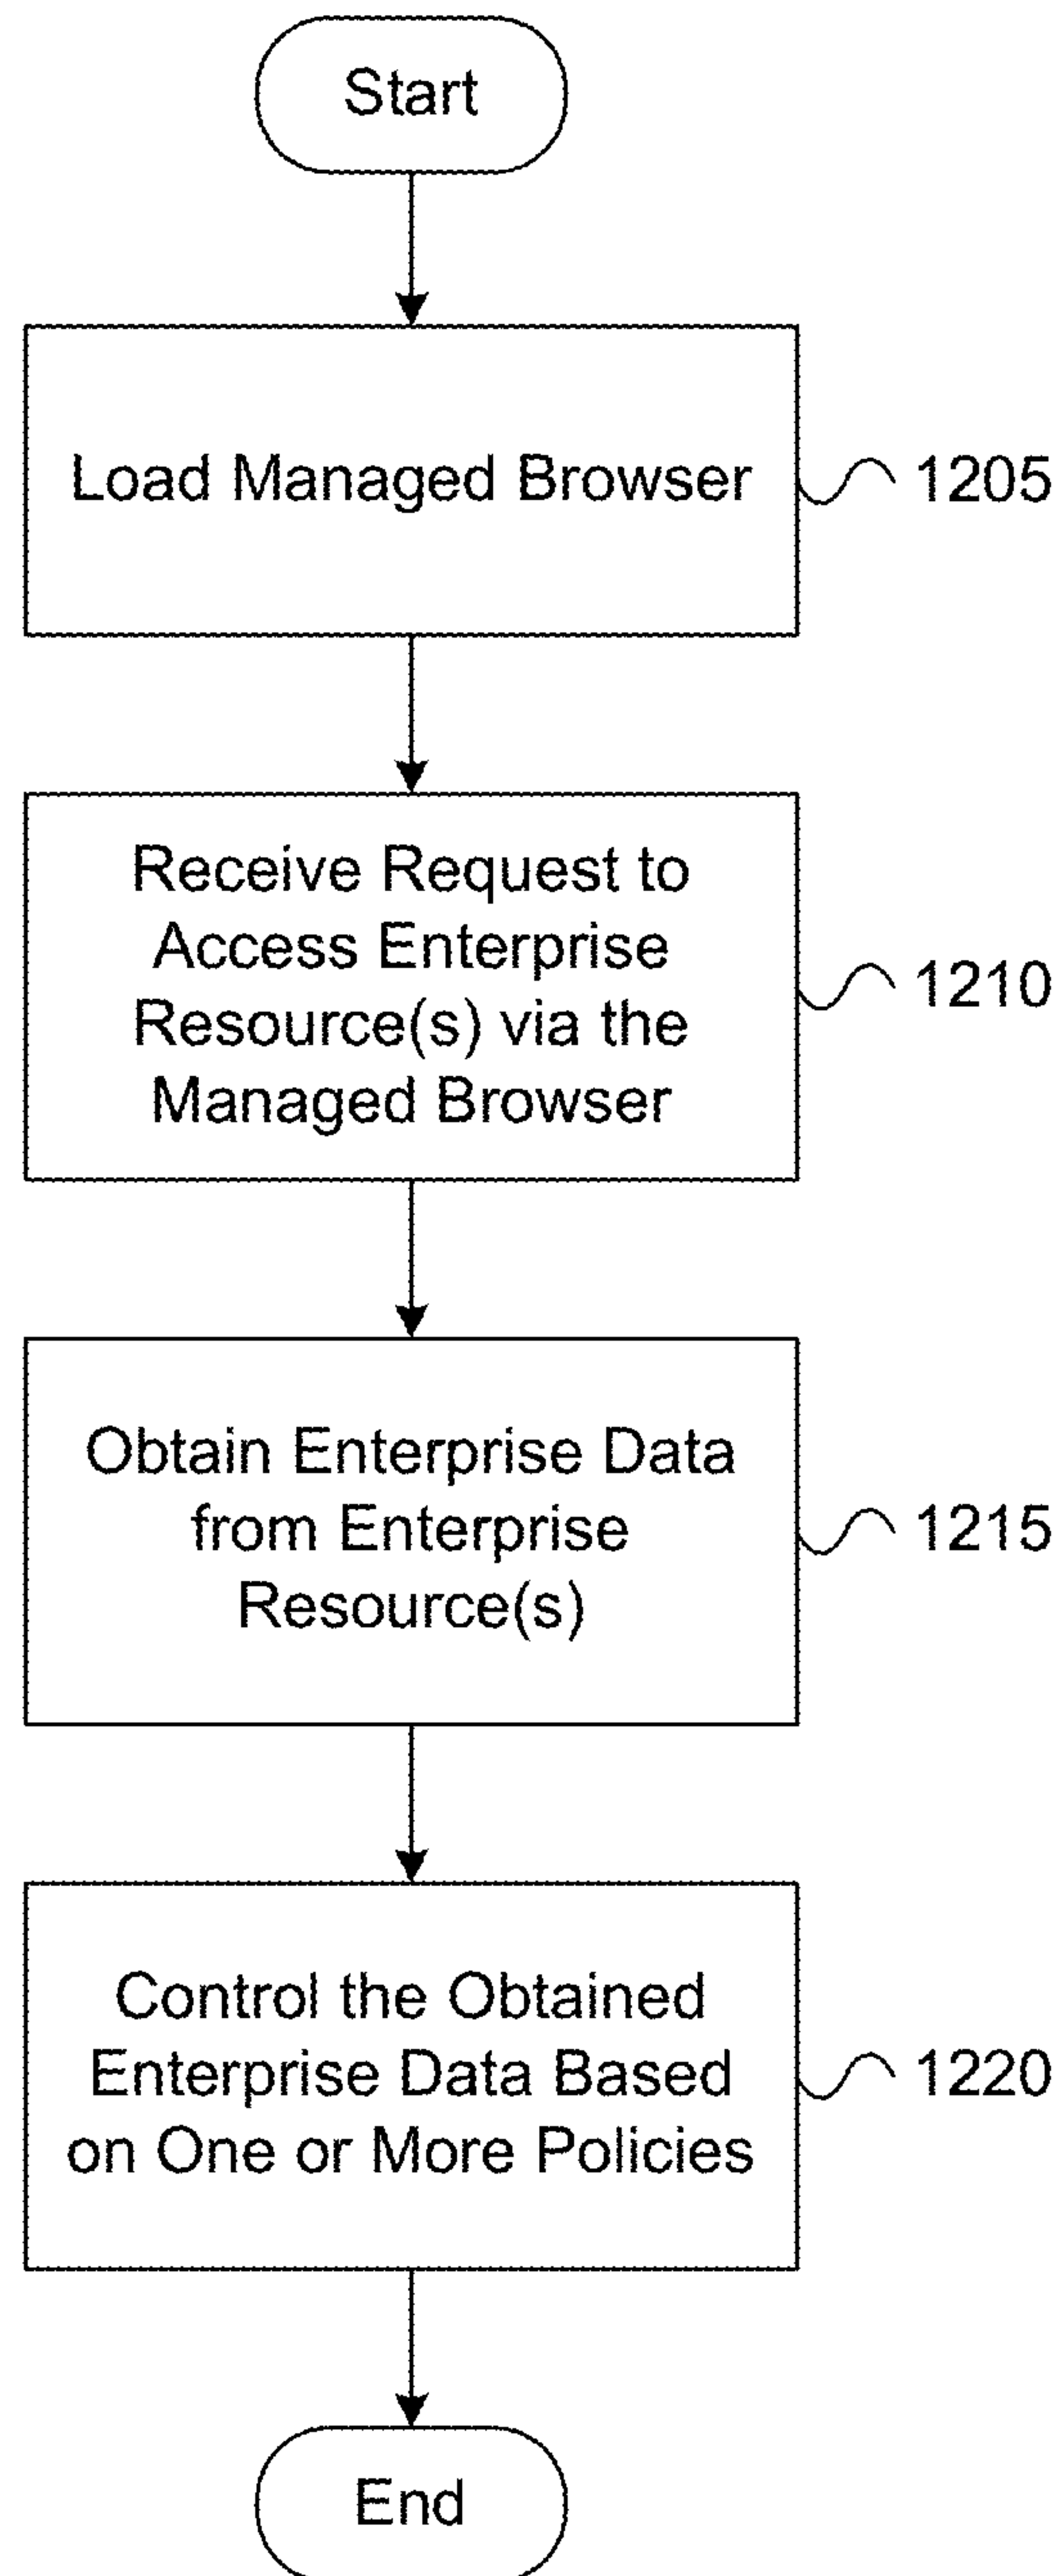 Start
Load Managed Browser
1205
Receive Request to
Access Enterprise
Resource(s) via the
Managed Browser
1210
Obtain Enterprise Data
from Enterprise
Resource(s)
1215
Control the Obtained
Enterprise Data Based
on One or More Policies
1220
End